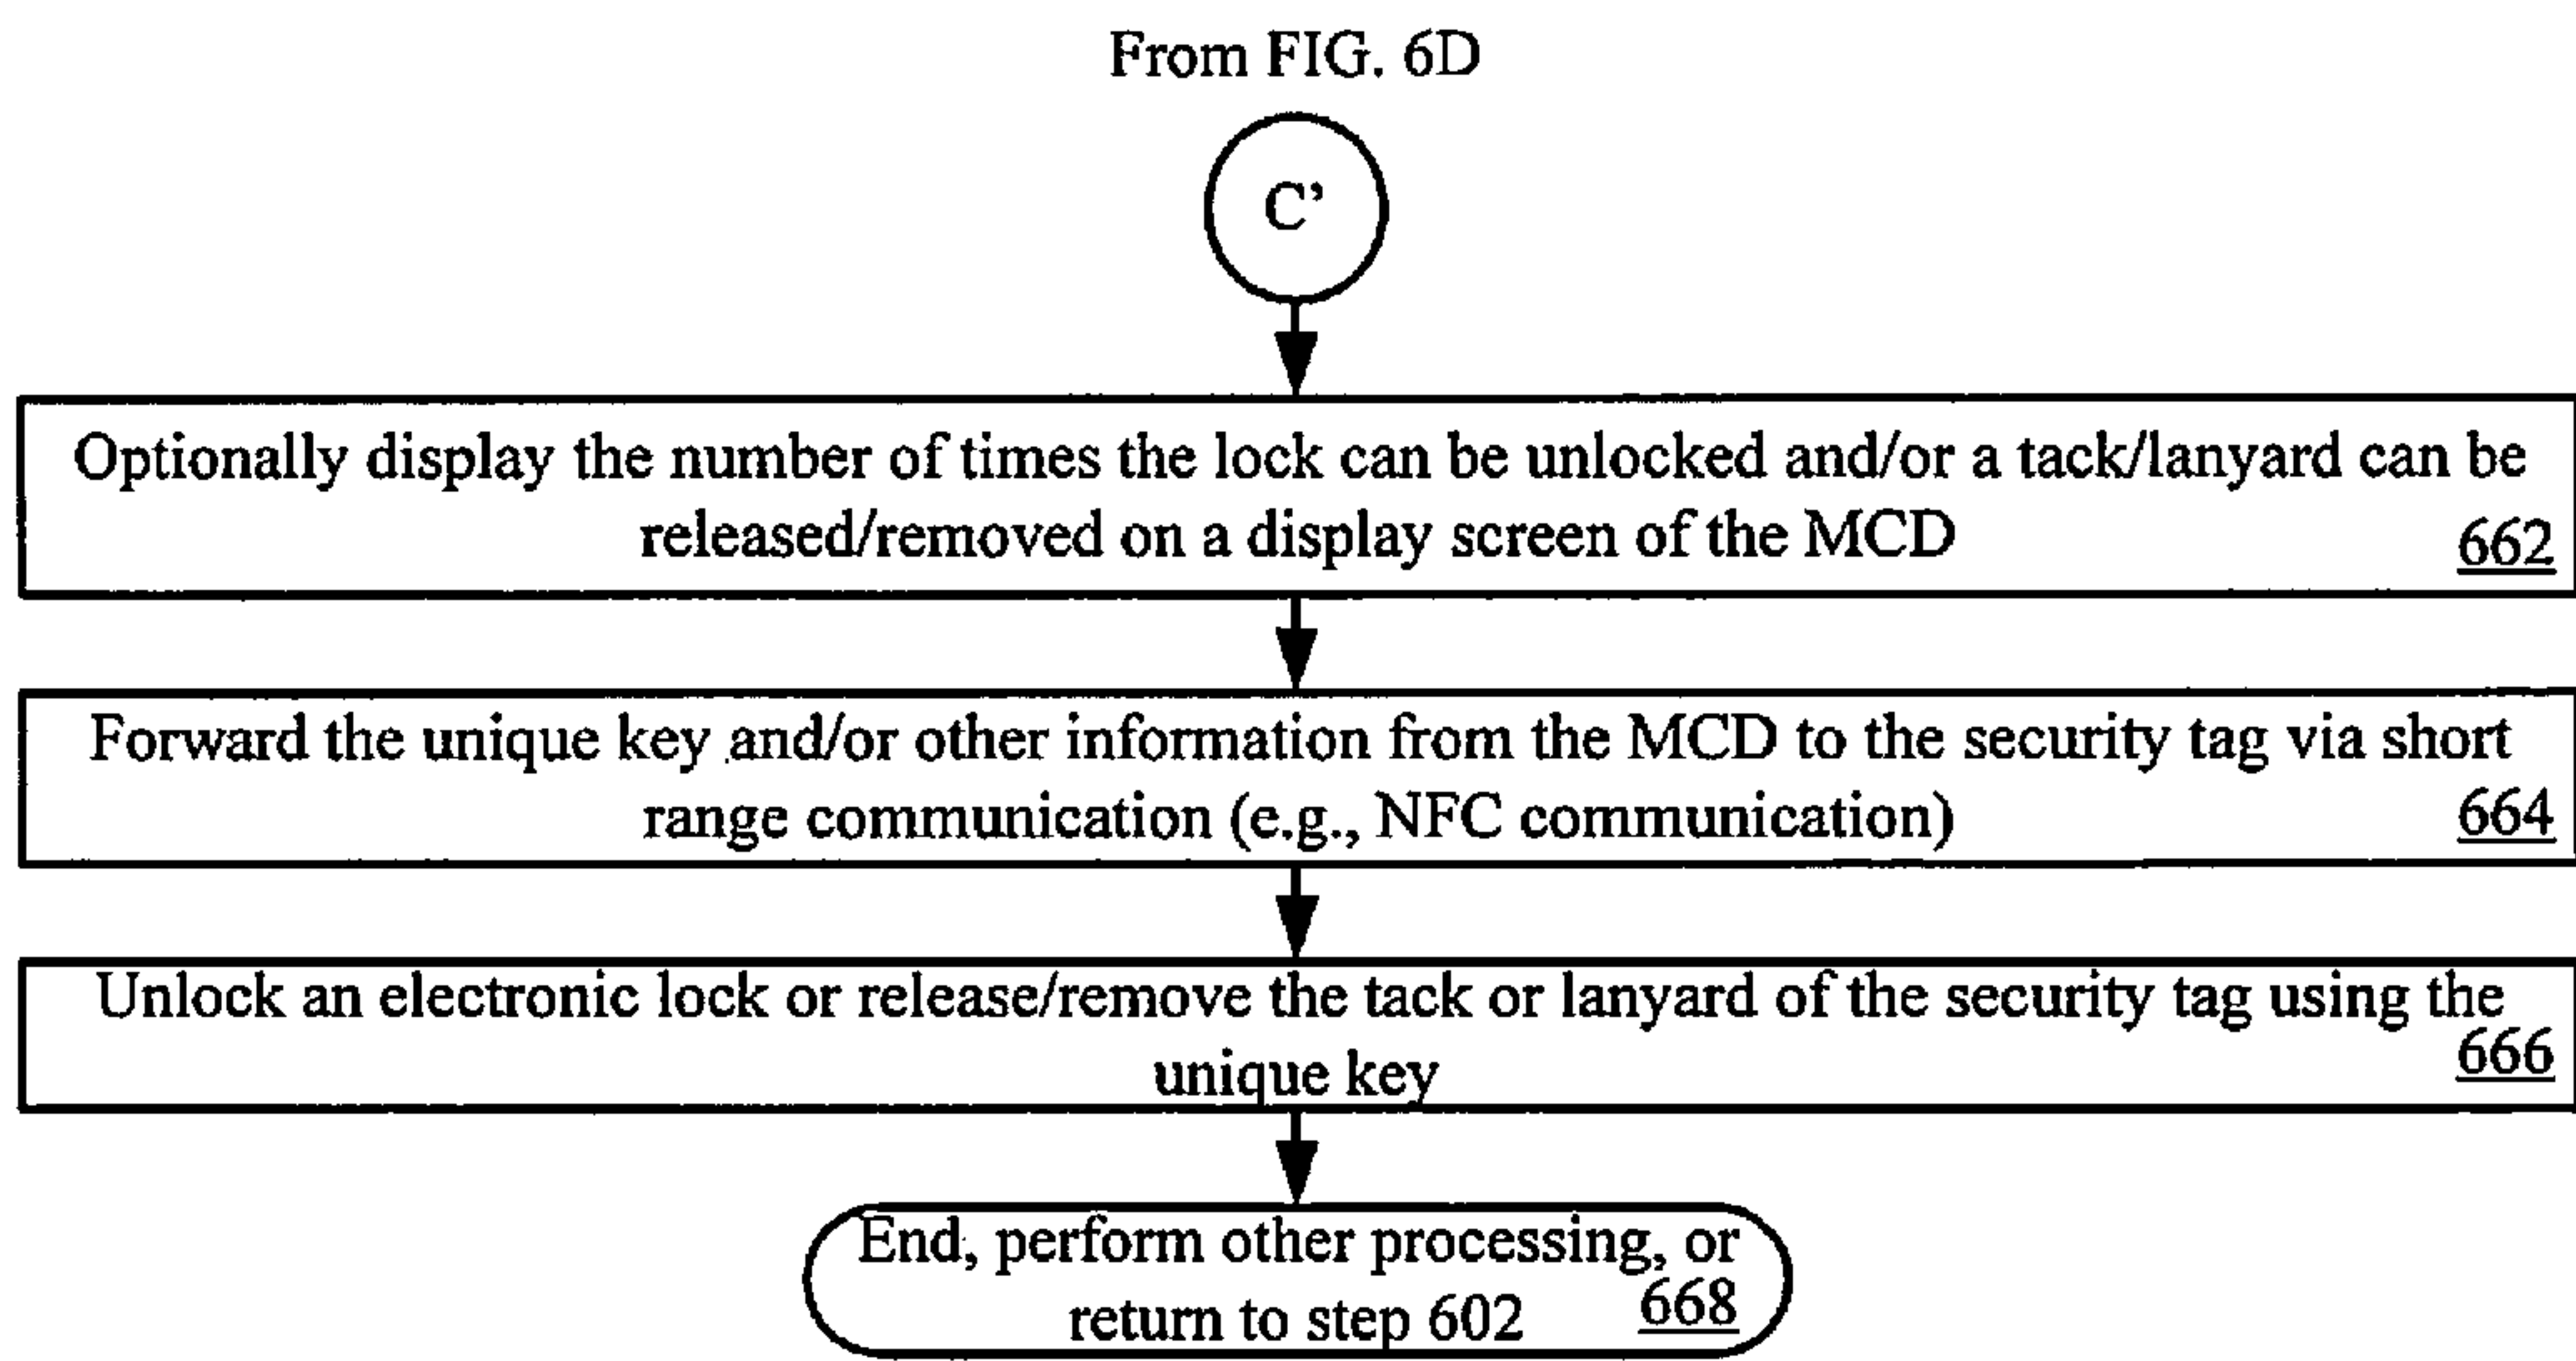 From FIG. 6D
C’
Optionally display the number of times the lock can be unlocked and/or a tack/lanyard can be
released/removed on a display screen of the MCD
662
Forward the unique key and/or other information from the MCD to the security tag via short
range communication (e.g., NFC communication)
664
Unlock an electronic lock or release/remove the tack or lanyard of the security tag using the
unique key
666
End, perform other processing, or
return to step 602
668